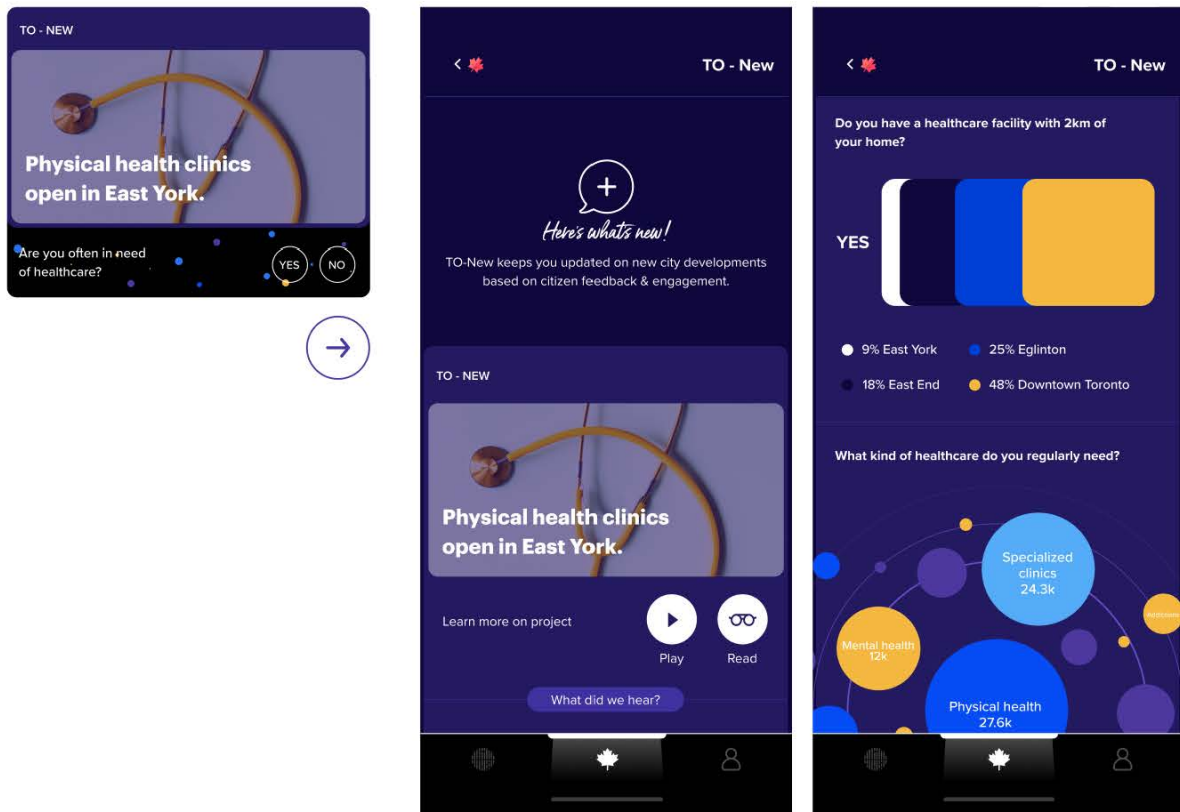 TO - NEW
Physical health clinics
open in East York.
Are you often in need
of healthcare?
YES
NO
TO - New
Here's whats new!
TO-New keeps you updated on new city developments
based on citizen feedback & engagement.
TO - NEW
Physical health clinics
open in East York.
Learn more on project
Play
Read
What did we hear?
TO - New
Do you have a healthcare facility with 2km of
your home?
YES
9% East York
25% Eglinton
18% East End
48% Downtown Toronto
What kind of healthcare do you regularly need?
Specialized
clinics
24.3k
Mental health
12k
Physical health
27.6k